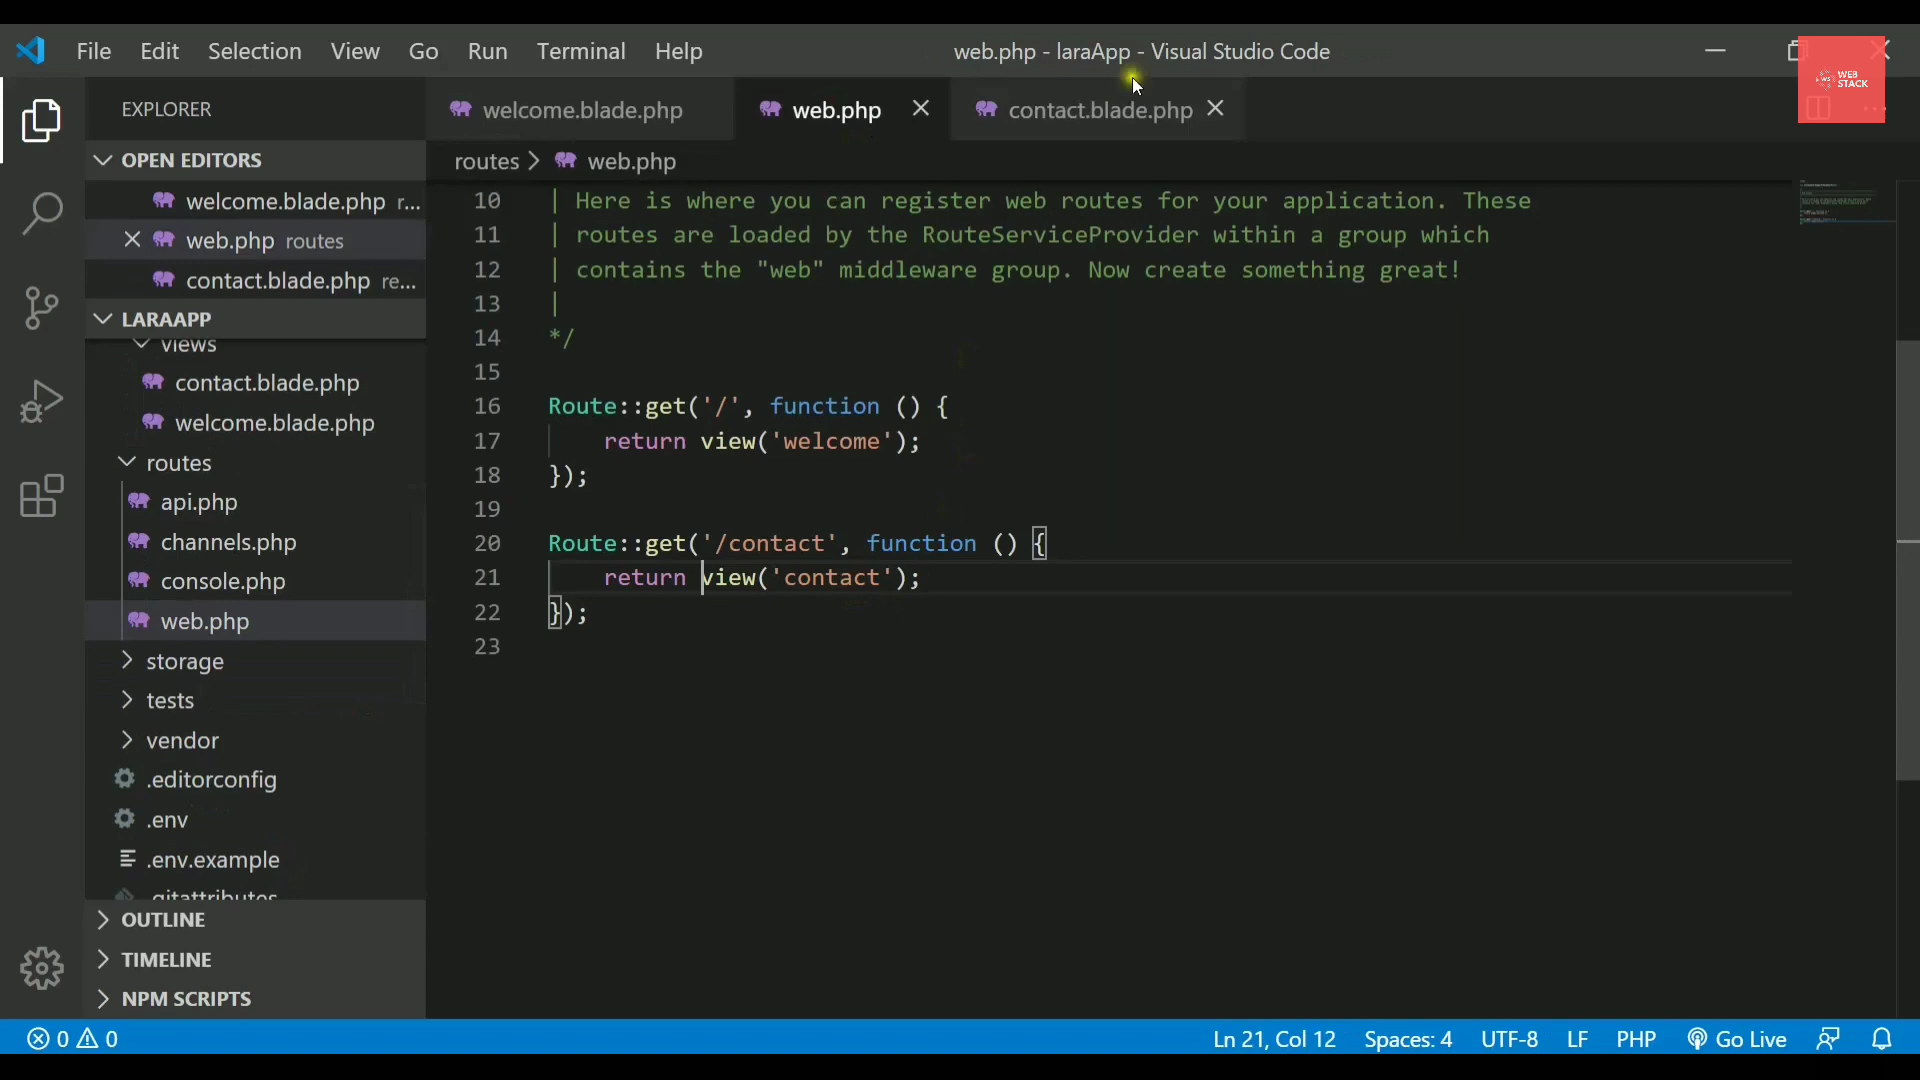 File Edit Selection View Go Run Terminal Help
web.php - laraApp - Visual Studio Code
WEB
STACK
EXPLORER
welcome.blade.php
web.php
contact.blade.php
OPEN EDITORS
welcome.blade.php r...
web.php routes
contact.blade.php re...
LARAAPP
views
contact.blade.php
welcome.blade.php
routes
api.php
channels.php
console.php
web.php
storage
tests
vendor
.editorconfig
.env
.env.example
.gitattributes
OUTLINE
TIMELINE
NPM SCRIPTS
routes > web.php
10 | Here is where you can register web routes for your application. These
11 | routes are loaded by the RouteServiceProvider within a group which
12 | contains the "web" middleware group. Now create something great!
13 |
14 */
15
16 Route::get('/', function () {
17 return view('welcome');
18 });
19
20 Route::get('/contact', function () {
21 return view('contact');
22 });
23
0 0
Ln 21, Col 12 Spaces: 4 UTF-8 LF PHP Go Live